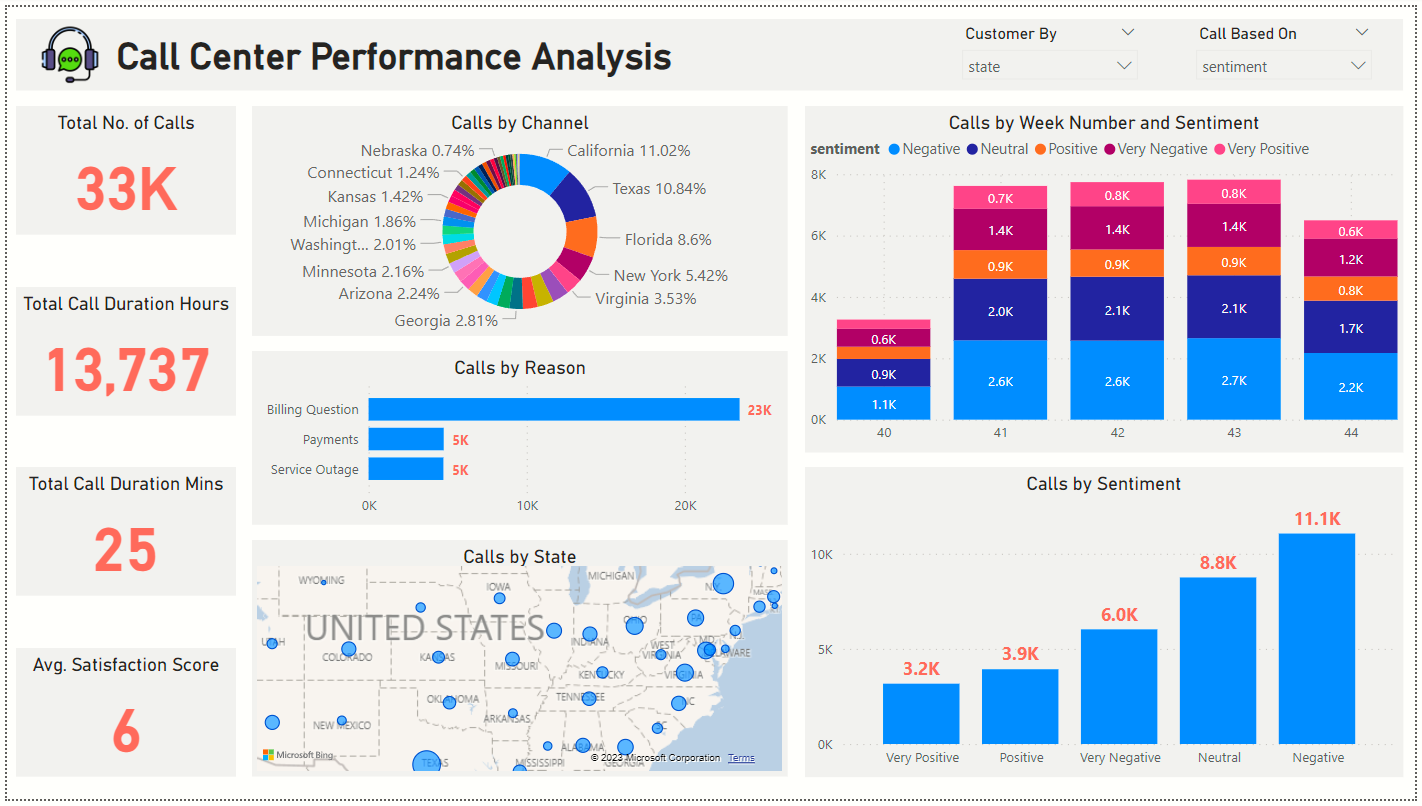 Call Center Performance Analysis
Customer By
state
Call Based On
sentiment
Total No. of Calls
33K
Total Call Duration Hours
13,737
Total Call Duration Mins
25
Avg. Satisfaction Score
6
Calls by Channel
Nebraska 0.74%
California 11.02%
Connecticut 1.24%
Texas 10.84%
Kansas 1.42%
Michigan 1.86%
Florida 8.6%
Washingt... 2.01%
Minnesota 2.16%
New York 5.42%
Arizona 2.24%
Virginia 3.53%
Georgia 2.81%
Calls by Reason
Billing Question 23K
Payments 5K
Service Outage 5K
0K 10K 20K
Calls by State
WYOMING
IOWA
MICHIGAN
UNITED STATES
UTAH
COLORADO
KANSAS
MISSOURI
INDIANA
OHIO
WEST
VIRGINIA
MD
DELAWARE
KENTUCKY
VIRGINIA
OKLAHOMA
TENNESSEE
NC
NEW MEXICO
ARKANSAS
SC
ALABAMA
TEXAS
MISSISSIPPI
GEORGIA
Microsoft Bing
© 2023 Microsoft Corporation Terms
Calls by Week Number and Sentiment
sentiment Negative Neutral Positive Very Negative Very Positive
8K
6K
4K
2K
0K
0.6K
0.9K
1.1K
0.7K
1.4K
0.9K
2.0K
2.6K
0.8K
1.4K
0.9K
2.1K
2.6K
0.8K
1.4K
0.9K
2.1K
2.7K
0.6K
1.2K
0.8K
1.7K
2.2K
40 41 42 43 44
Calls by Sentiment
10K
5K
0K
3.2K
3.9K
6.0K
8.8K
11.1K
Very Positive Positive Very Negative Neutral Negative